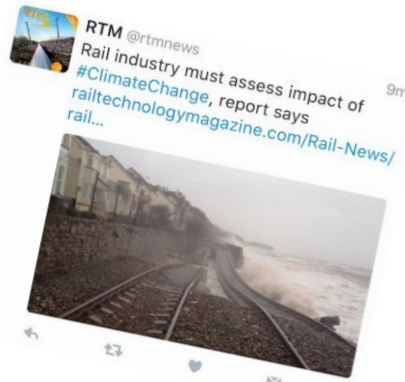 RTM @rtmnews
9m
Rail industry must assess impact of
#ClimateChange, report says
railtechnologymagazine.com/Rail-News/
rail...